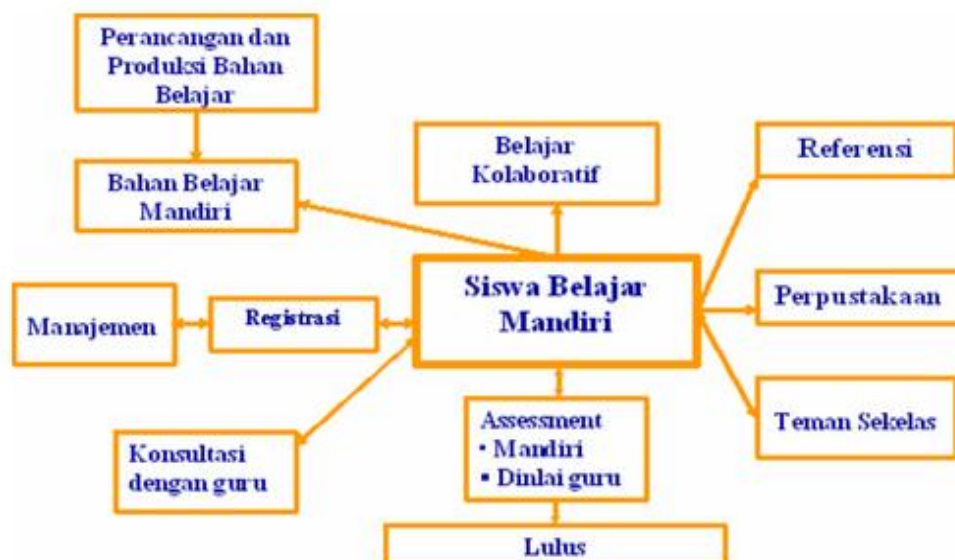 Perancangan dan
Produksi Bahan
Belajar
Belajar
Kolaboratif
Referensi
Bahan Belajar
Mandiri
Siswa Belajar
Mandiri
Perpustakaan
Manajemen
Registrasi
Assessment
• Mandiri
▪ Dinlai guru
Teman Sekelas
Konsultasi
dengan guru
Lulus